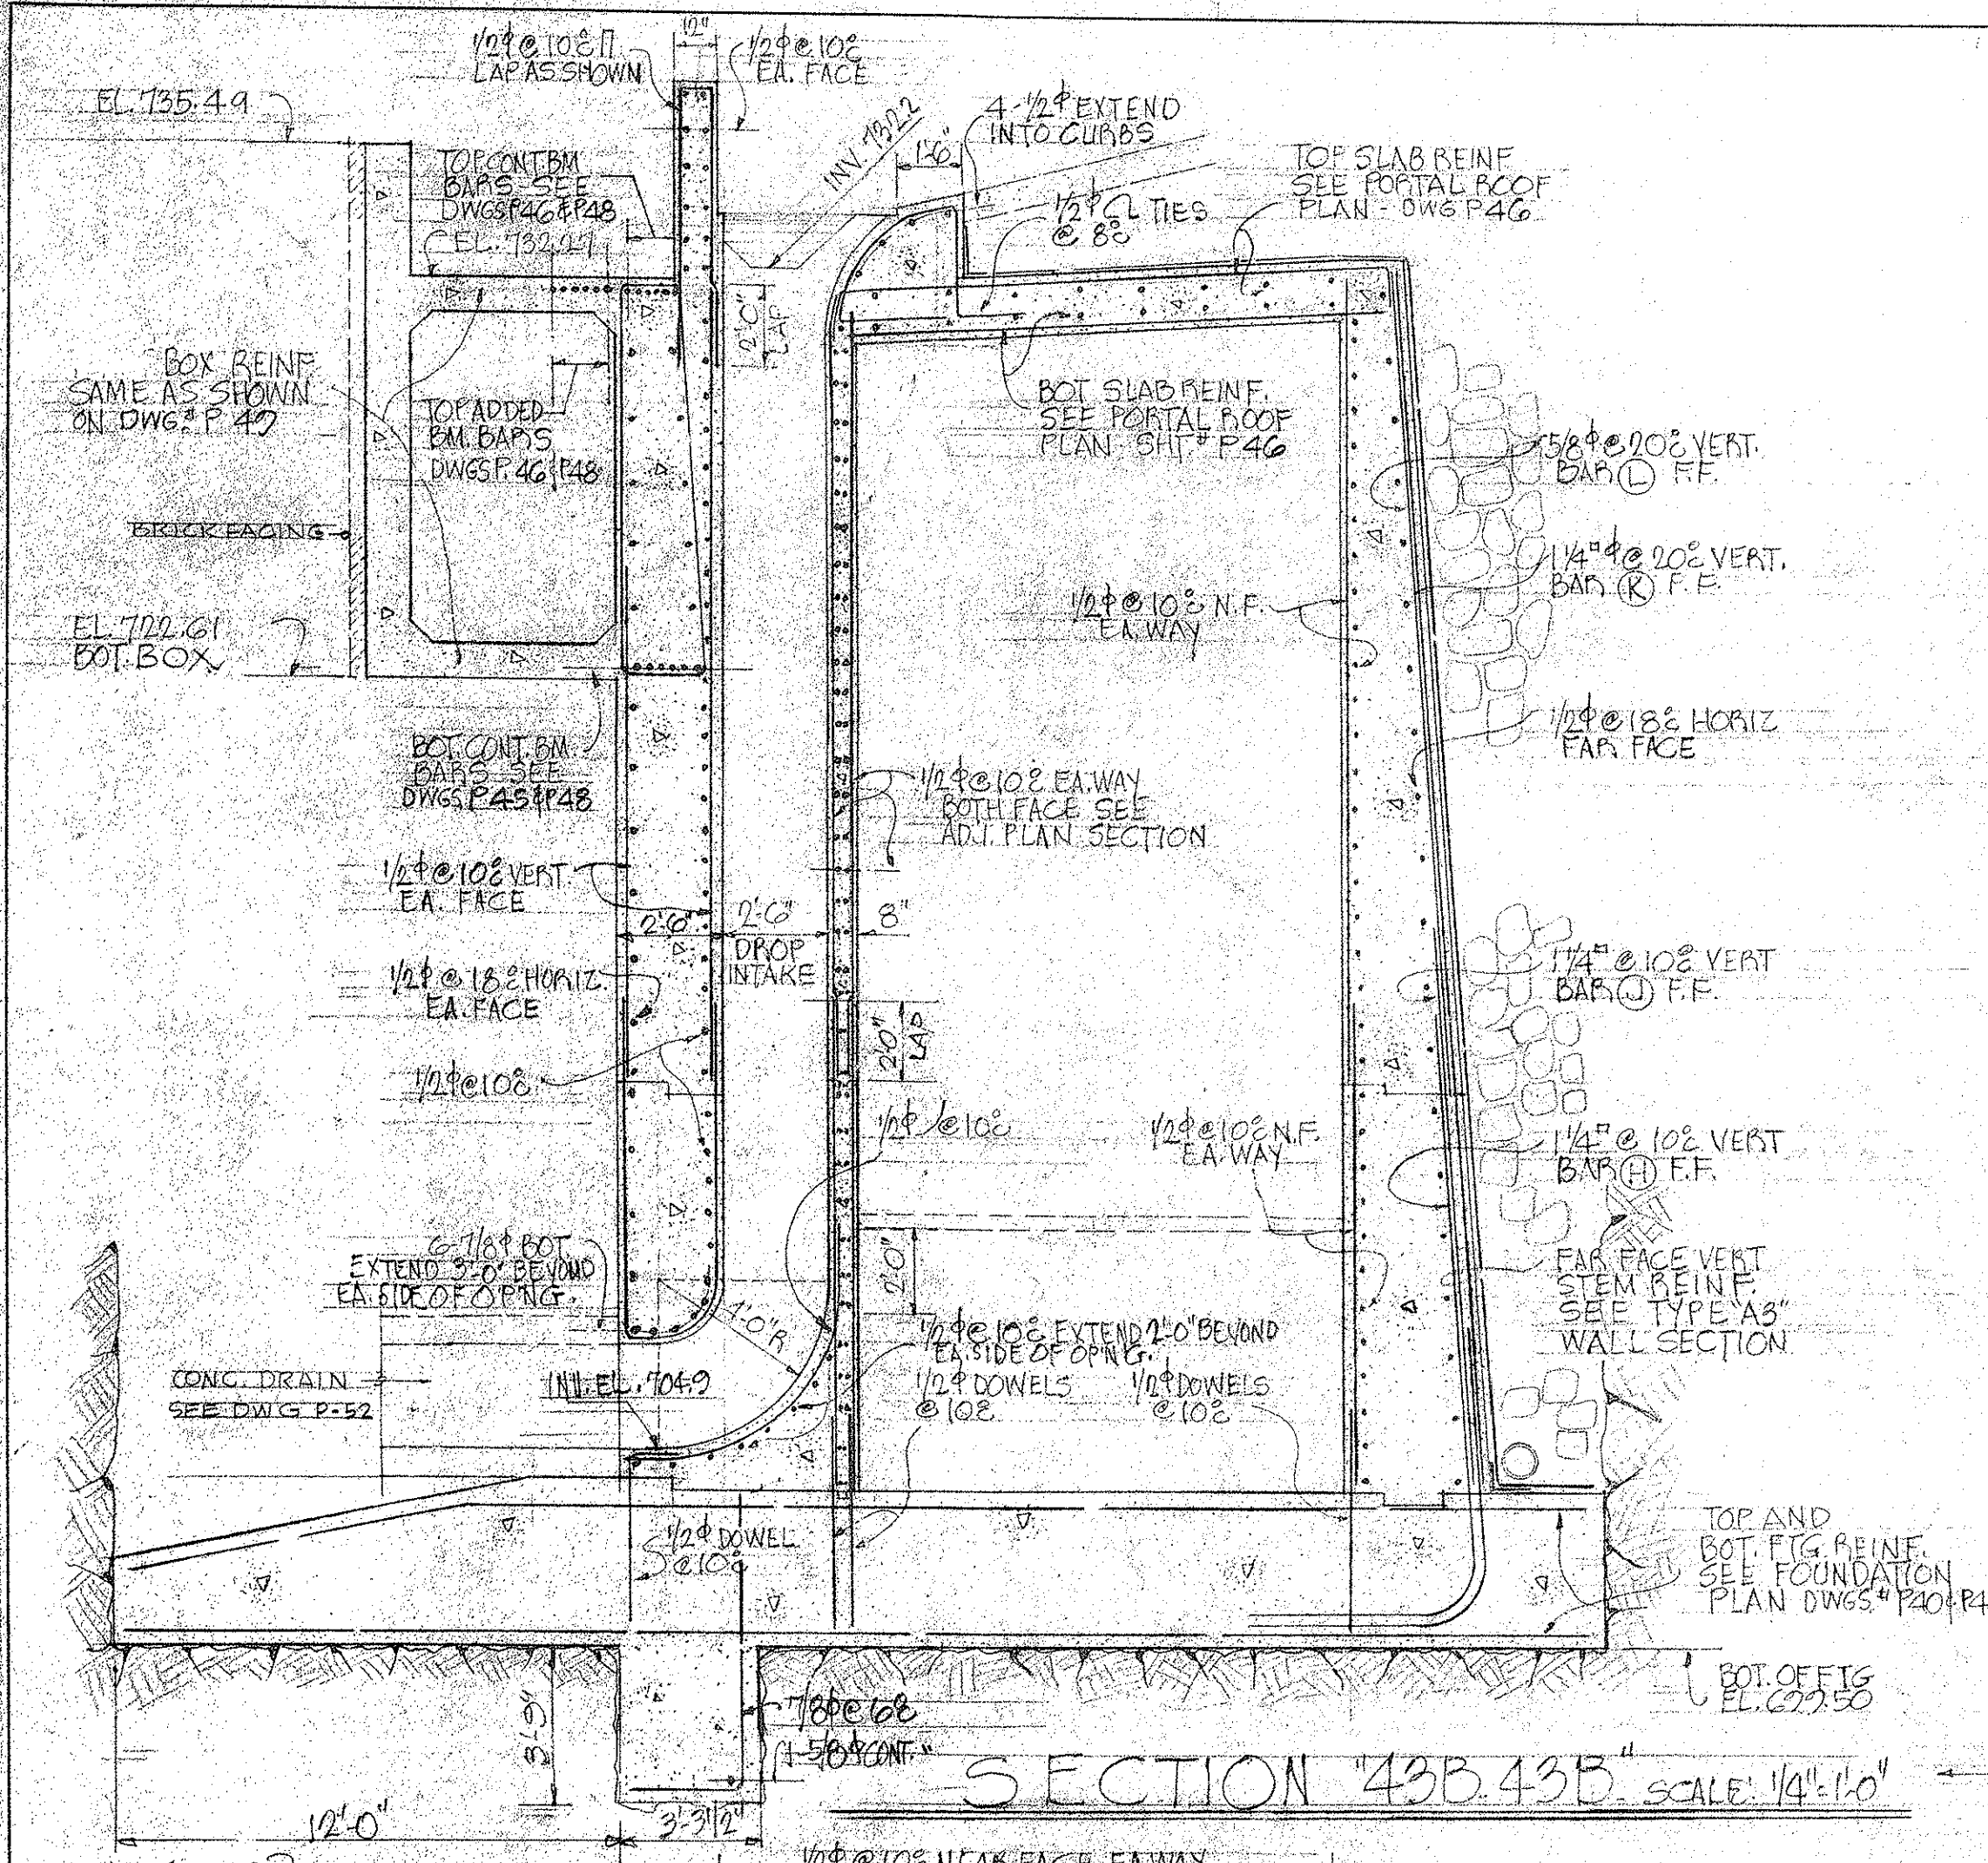 1/2φ@10c⊓
LAP AS SHOWN
12"
1/2φ@10c
EA. FACE
EL. 735.49
TOP CONT. BM
BARS SEE
DWGS P46 & P48
EL. 732.27
INV. 732.2
1'-6"
4-1/2φ EXTEND
INTO CURBS
1/2φ TIES
@ 8c
TOP SLAB REINF
SEE PORTAL ROOF
PLAN - DWG P46
2'-0"
LAP
BOX REINF.
SAME AS SHOWN
ON DWG.# P 49
TOP ADDED
BM. BARS
DWGS P.46 & P48
BOT SLAB REINF.
SEE PORTAL ROOF
PLAN SHT.# P46
5/8φ@20c VERT.
BAR (L) F.F.
BRICK FACING
1/2φ@10c N.F.
EA. WAY
1 1/4"φ@20c VERT.
BAR (K) F.F.
EL. 722.61
BOT. BOX
1/2φ@18c HORIZ
FAR FACE
BOT. CONT. BM.
BARS SEE
DWGS P45 & P48
1/2φ@10c EA. WAY
BOTH FACE SEE
ADJ. PLAN SECTION
1/2φ@10c VERT.
EA. FACE
2'-6"
2'-6"
DROP
INTAKE
8"
1/2φ@18c HORIZ.
EA. FACE
1 1/4" @10c VERT
BAR (J) F.F.
2'-0"
LAP
1/2φ@10c
1/2φ @10c
1/2φ@10c N.F.
EA. WAY
1 1/4" @ 10c VERT
BAR (H) F.F.
6-7/8φ BOT
EXTEND 3'-0" BEYOND
EA. SIDE OF OP'NG.
2'-0"
FAR FACE VERT
STEM REINF.
SEE TYPE "A3"
WALL SECTION
1/2φ@10c EXTEND 2'-0" BEYOND
EA. SIDE OF OP'NG.
CONC. DRAIN
SEE DWG P-52
INV. EL. 704.9
1/2φ DOWELS
@10c
1/2φ DOWELS
@10c
1/2φ DOWEL
@10c
TOP AND
BOT. FTG. REINF.
SEE FOUNDATION
PLAN DWGS.# P40 & P4
BOT. OF FTG
EL. 699.50
3'-9"
7/8φ@6c
5/8φ CONT.
SECTION "43B-43B" SCALE: 1/4"=1'-0"
12'-0"
3'-3 1/2"
1/2φ@10c NEAR FACE EA. WAY